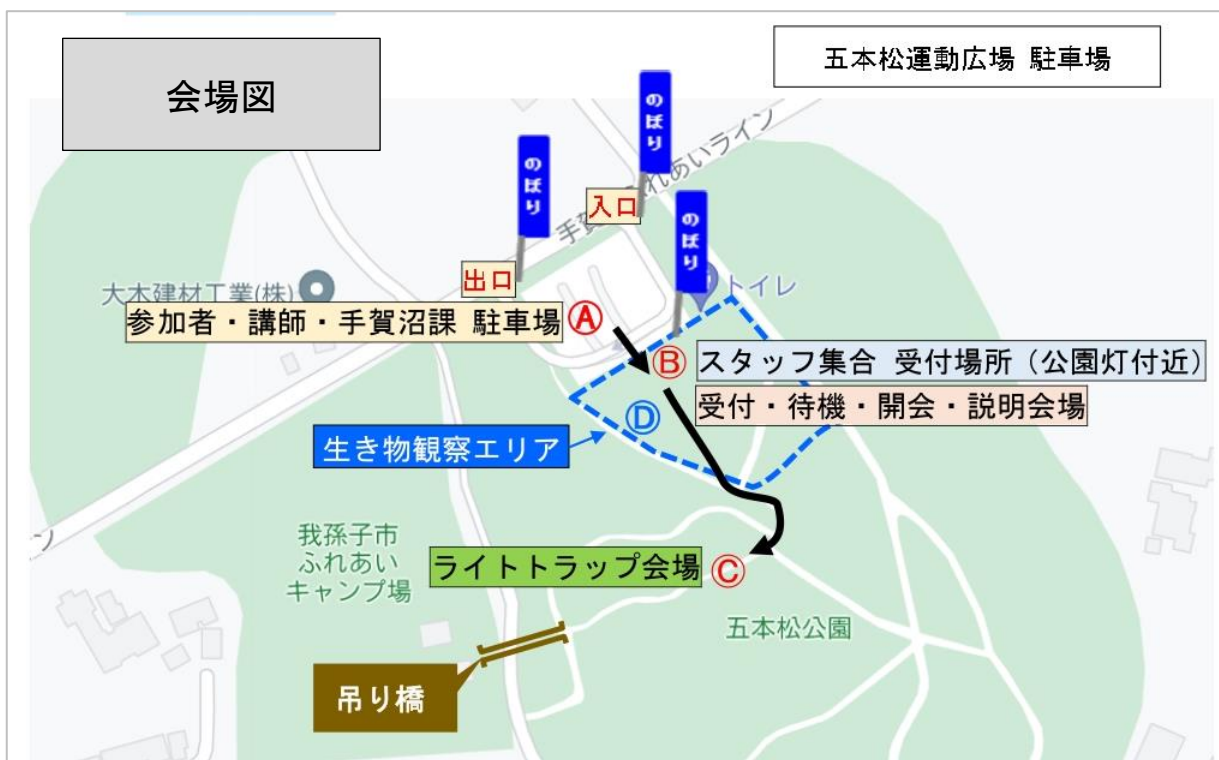 会場図
五本松運動広場 駐車場
のぼり
のぼり
手賀
ふれあいライン
入口
のぼり
出口
トイレ
大木建材工業(株)
参加者・講師・手賀沼課 駐車場 Ⓐ
Ⓑ スタッフ集合 受付場所（公園灯付近）
受付・待機・開会・説明会場
Ⓓ
生き物観察エリア
我孫子市
ふれあい
キャンプ場
ライトトラップ会場 Ⓒ
五本松公園
吊り橋